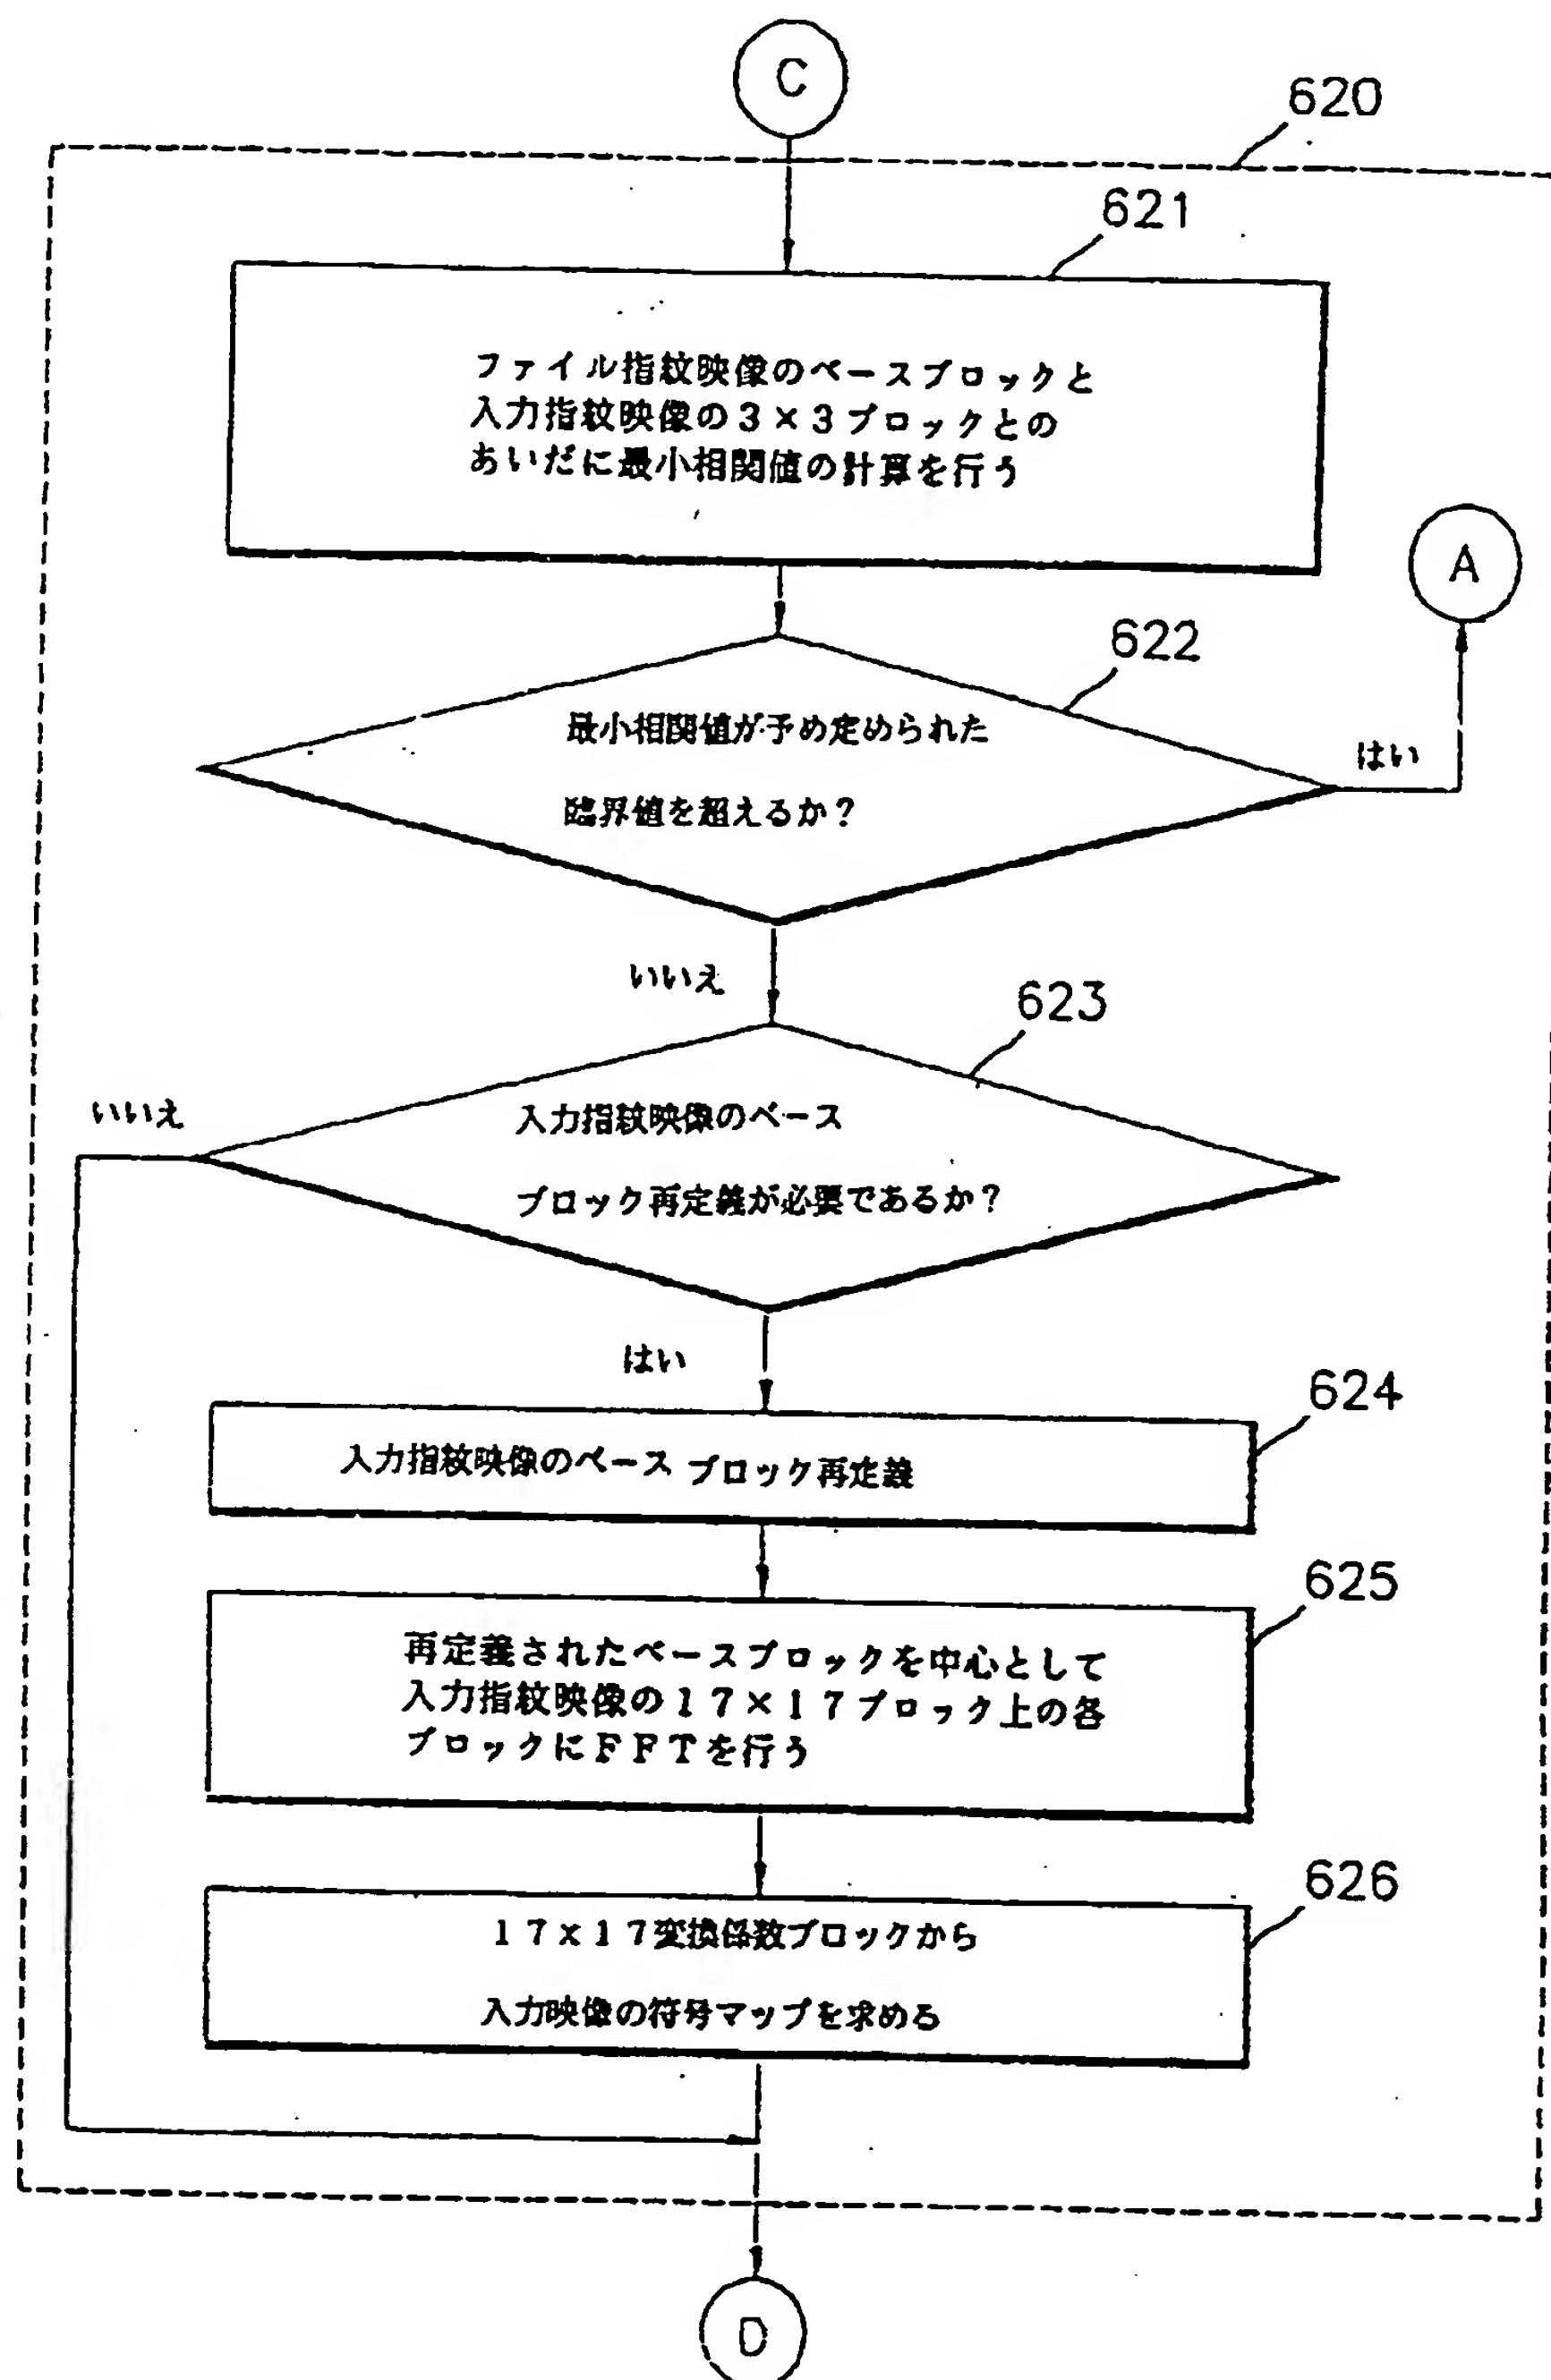 C
620
621
ファイル指紋映像のベースブロックと
入力指紋映像の3×3ブロックとの
あいだに最小相関値の計算を行う
A
622
最小相関値が予め定められた
はい
臨界値を超えるか?
いいえ
623
いいえ
入力指紋映像のベース
ブロック再定義が必要であるか?
はい
624
入力指紋映像のベース ブロック再定義
625
再定義されたベースブロックを中心として
入力指紋映像の17×17ブロック上の各
ブロックにFFTを行う
626
17×17変換係数ブロックから
入力映像の符号マップを求める
D